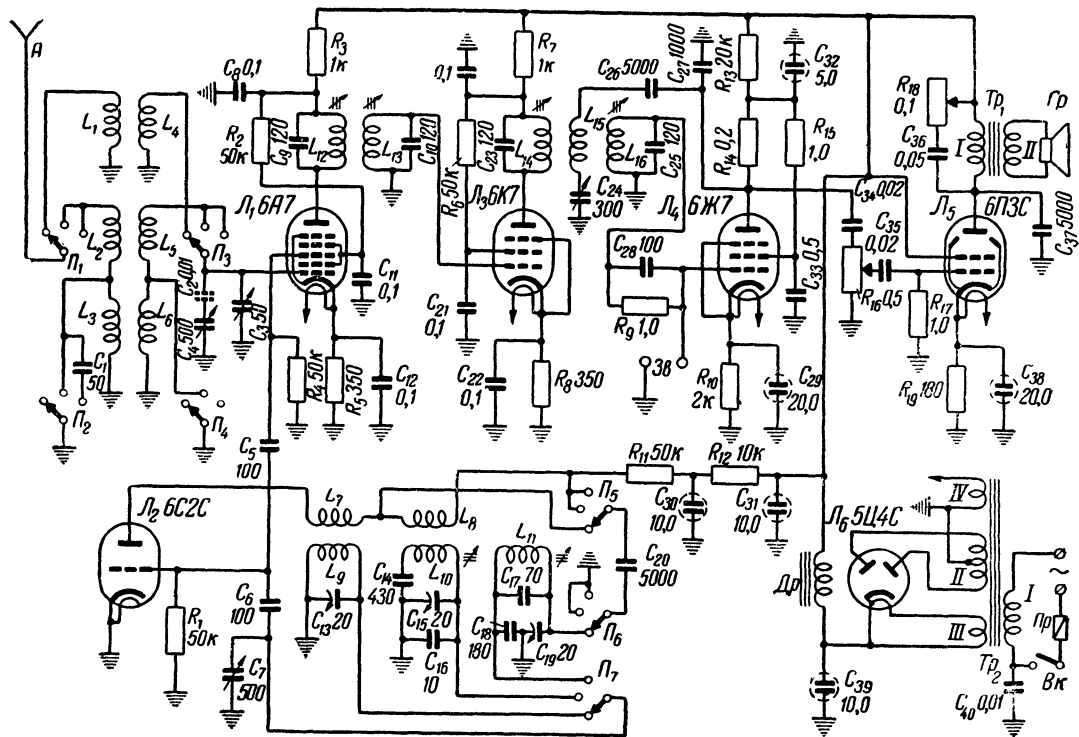 А
L₁
L₄
П₁
L₂
L₅
П₃
L₃
L₆
C₁
50
П₂
П₄
C₂ 0,01
C₄ 500
C₃ 50
C₈ 0,1
R₃
1к
R₂
50к
C₉ 120
L₁₂
L₁₃
C₁₀ 120
Л₁ 6А7
C₁₁
0,1
R₄ 50к
R₅ 350
C₁₂
0,1
C₅
100
0,1
R₇
1к
R₆ 50к
C₂₃ 120
L₁₄
Л₃ 6К7
C₂₁
0,1
C₂₂
0,1
R₈ 350
C₂₆ 5000
C₂₇ 1000
L₁₅
L₁₆
C₂₅ 120
C₂₄
300
C₂₈ 100
R₉ 1,0
Зв
Л₄ 6Ж7
R₁₃ 20к
C₃₂
5,0
R₁₄ 0,2
R₁₅
1,0
C₃₃ 0,5
R₁₀
2к
C₂₉
20,0
C₃₄ 0,02
C₃₅
0,02
R₁₆ 0,5
R₁₇
1,0
R₁₈
0,1
C₃₆
0,05
Тр₁
I
II
Гр
Л₅
6П3С
C₃₇ 5000
R₁₉ 180
C₃₈
20,0
Л₂ 6С2С
R₁
50к
C₆
100
C₇
500
L₇
L₈
L₉
C₁₃ 20
C₁₄
430
L₁₀
C₁₅ 20
C₁₆
10
L₁₁
C₁₇ 70
C₁₈
180
C₁₉ 20
П₅
П₆
П₇
C₂₀
5000
R₁₁ 50к
R₁₂ 10к
C₃₀
10,0
C₃₁
10,0
Др
C₃₉
10,0
Л₆ 5Ц4С
IV
II
III
I
~
Пр
Тр₂
Вк
C₄₀ 0,01